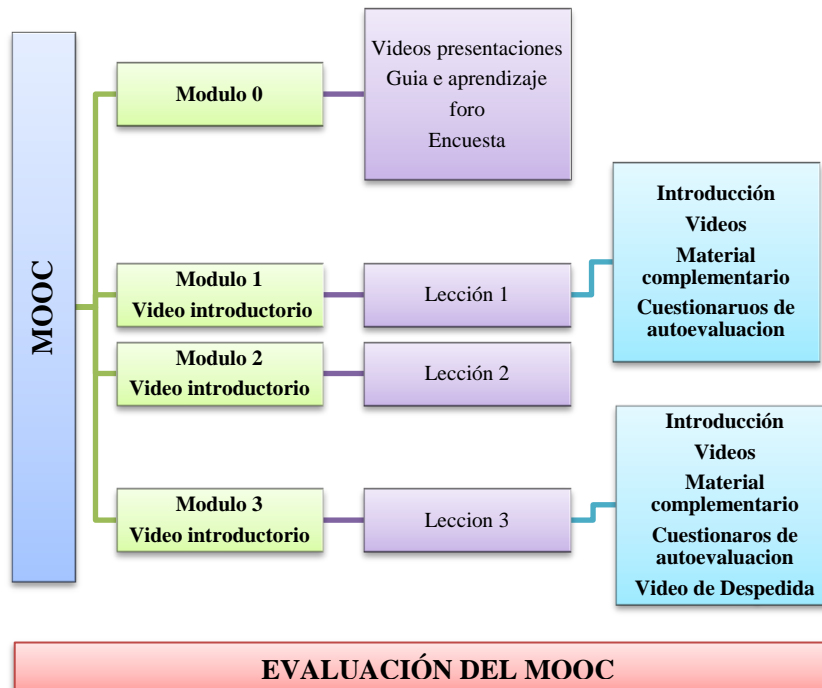 MOOC
Modulo 0
Videos presentaciones
Guia e aprendizaje
foro
Encuesta
Modulo 1
Video introductorio
Lección 1
Introducción
Videos
Material
complementario
Cuestionaruos de
autoevaluacion
Modulo 2
Video introductorio
Lección 2
Modulo 3
Video introductorio
Leccion 3
Introducción
Videos
Material
complementario
Cuestionaros de
autoevaluacion
Video de Despedida
EVALUACIÓN DEL MOOC